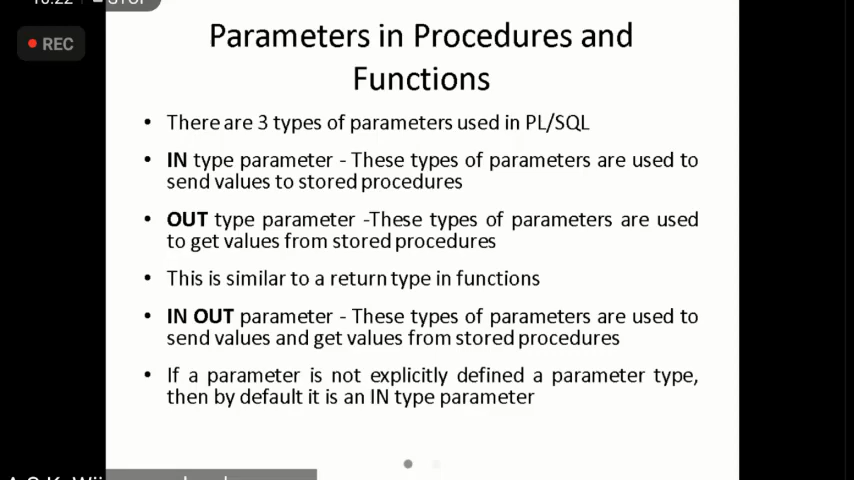 REC
Parameters in Procedures and
Functions
• There are 3 types of parameters used in PL/SQL
• IN type parameter - These types of parameters are used to
send values to stored procedures
• OUT type parameter -These types of parameters are used
to get values from stored procedures
• This is similar to a return type in functions
• IN OUT parameter - These types of parameters are used to
send values and get values from stored procedures
• If a parameter is not explicitly defined a parameter type,
then by default it is an IN type parameter